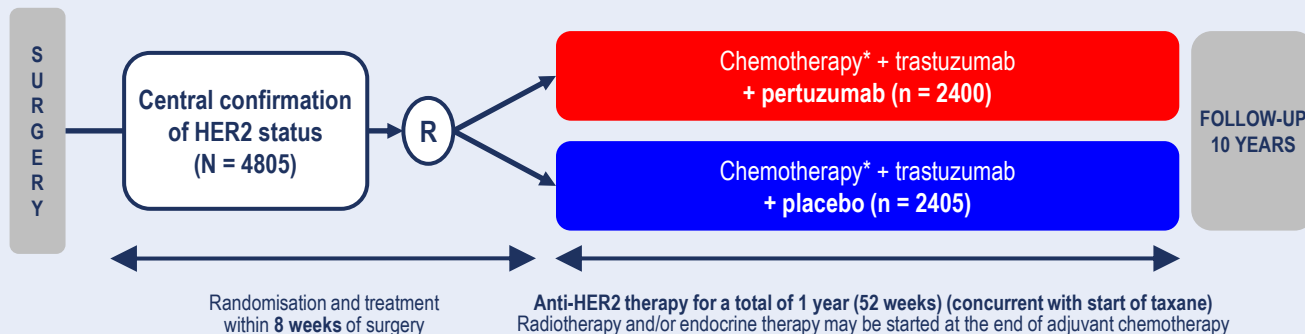 SURGERY
Central confirmation
of HER2 status
(N = 4805)
R
Chemotherapy* + trastuzumab
+ pertuzumab (n = 2400)
Chemotherapy* + trastuzumab
+ placebo (n = 2405)
FOLLOW-UP
10 YEARS
Randomisation and treatment
within 8 weeks of surgery
Anti-HER2 therapy for a total of 1 year (52 weeks) (concurrent with start of taxane)
Radiotherapy and/or endocrine therapy may be started at the end of adjuvant chemotherapy